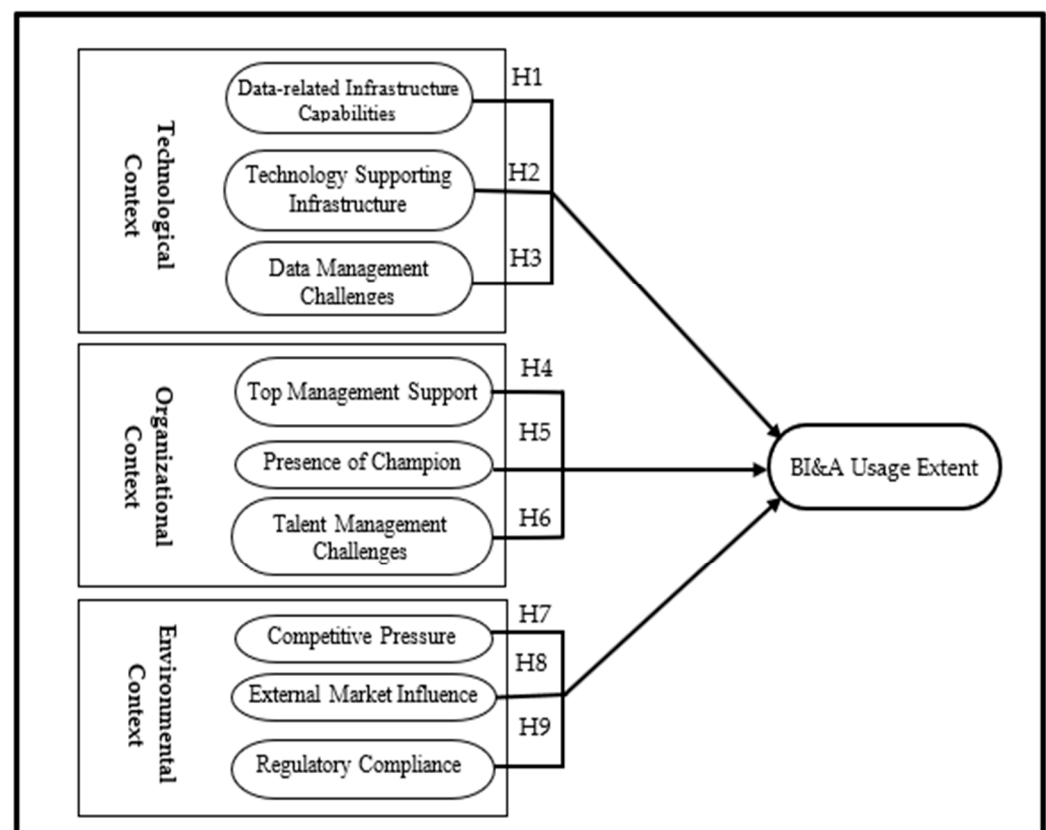 Technological
Context
Data-related Infrastructure
Capabilities
H1
Technology Supporting
Infrastructure
H2
Data Management
Challenges
H3
Organizational
Context
Top Management Support
H4
Presence of Champion
H5
Talent Management
Challenges
H6
Environmental
Context
Competitive Pressure
H7
External Market Influence
H8
Regulatory Compliance
H9
BI&A Usage Extent